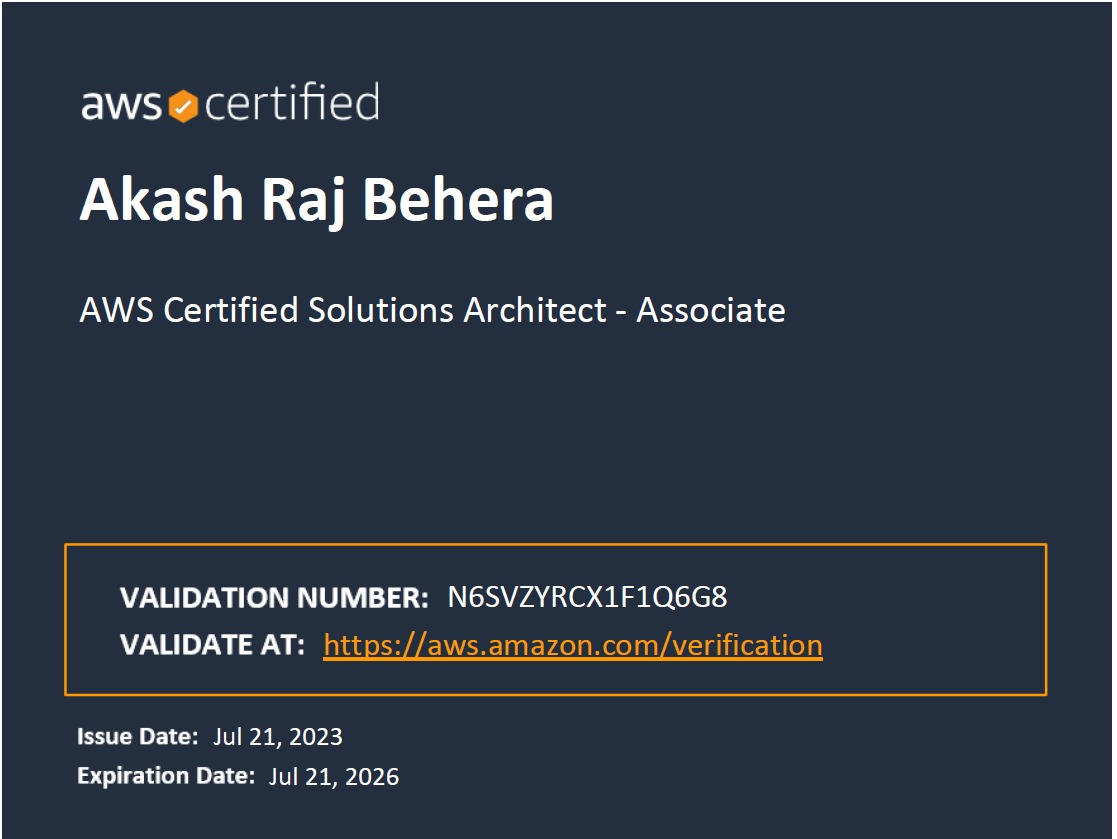 aws certified
Akash Raj Behera
AWS Certified Solutions Architect - Associate
VALIDATION NUMBER: N6SVZYRCX1F1Q6G8
VALIDATE AT: https://aws.amazon.com/verification
Issue Date: Jul 21, 2023
Expiration Date: Jul 21, 2026